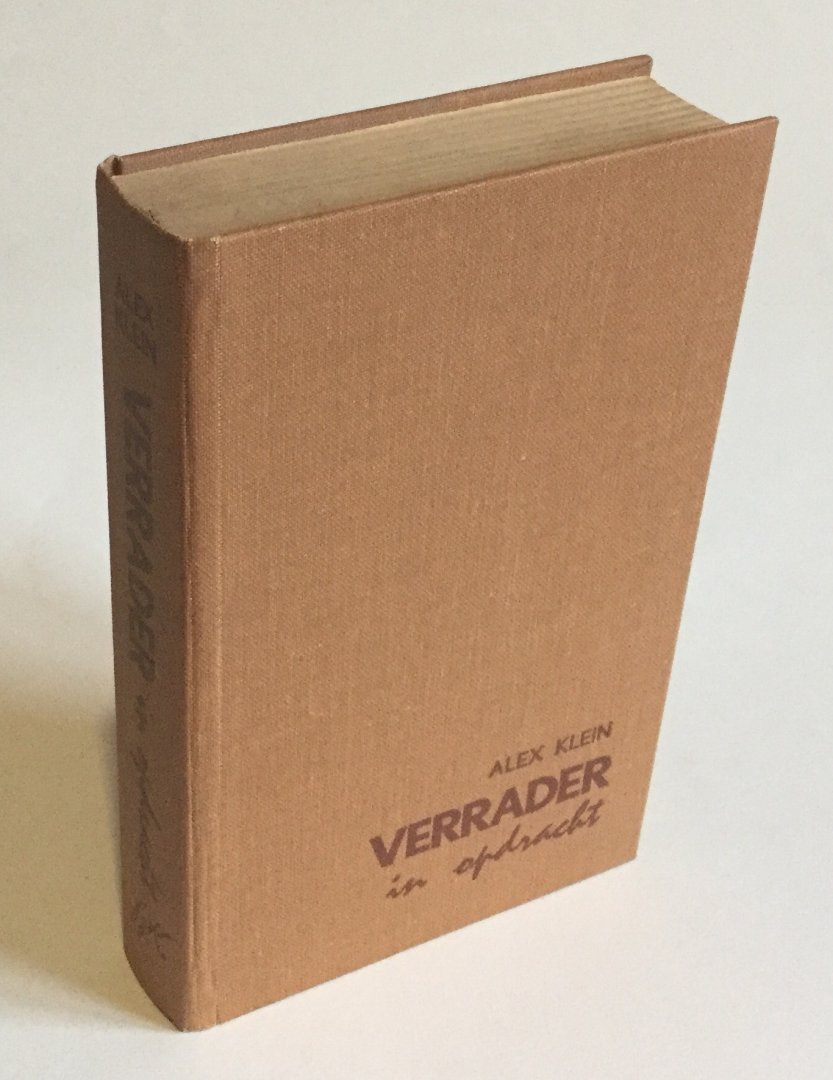 ALEX KLEIN
VERRADER
in opdracht
VERRADER in opdracht